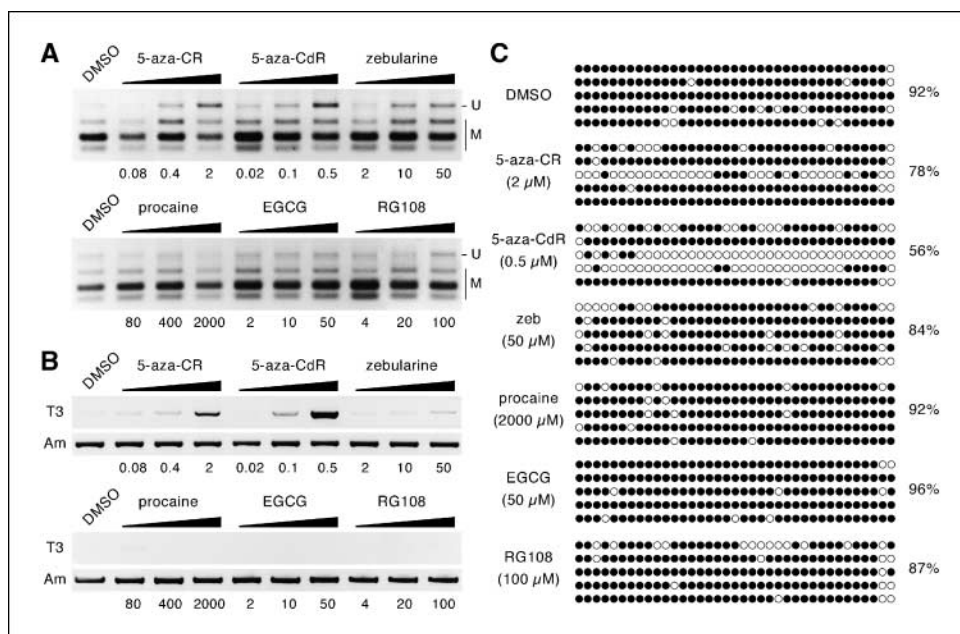 A
DMSO 5-aza-CR 5-aza-CdR zebularine
U
M
0.08 0.4 2 0.02 0.1 0.5 2 10 50
DMSO procaine EGCG RG108
U
M
80 400 2000 2 10 50 4 20 100
B
DMSO 5-aza-CR 5-aza-CdR zebularine
T3
Am
0.08 0.4 2 0.02 0.1 0.5 2 10 50
DMSO procaine EGCG RG108
T3
Am
80 400 2000 2 10 50 4 20 100
C
DMSO 92%
5-aza-CR
(2 µM) 78%
5-aza-CdR
(0.5 µM) 56%
zeb
(50 µM) 84%
procaine
(2000 µM) 92%
EGCG
(50 µM) 96%
RG108
(100 µM) 87%